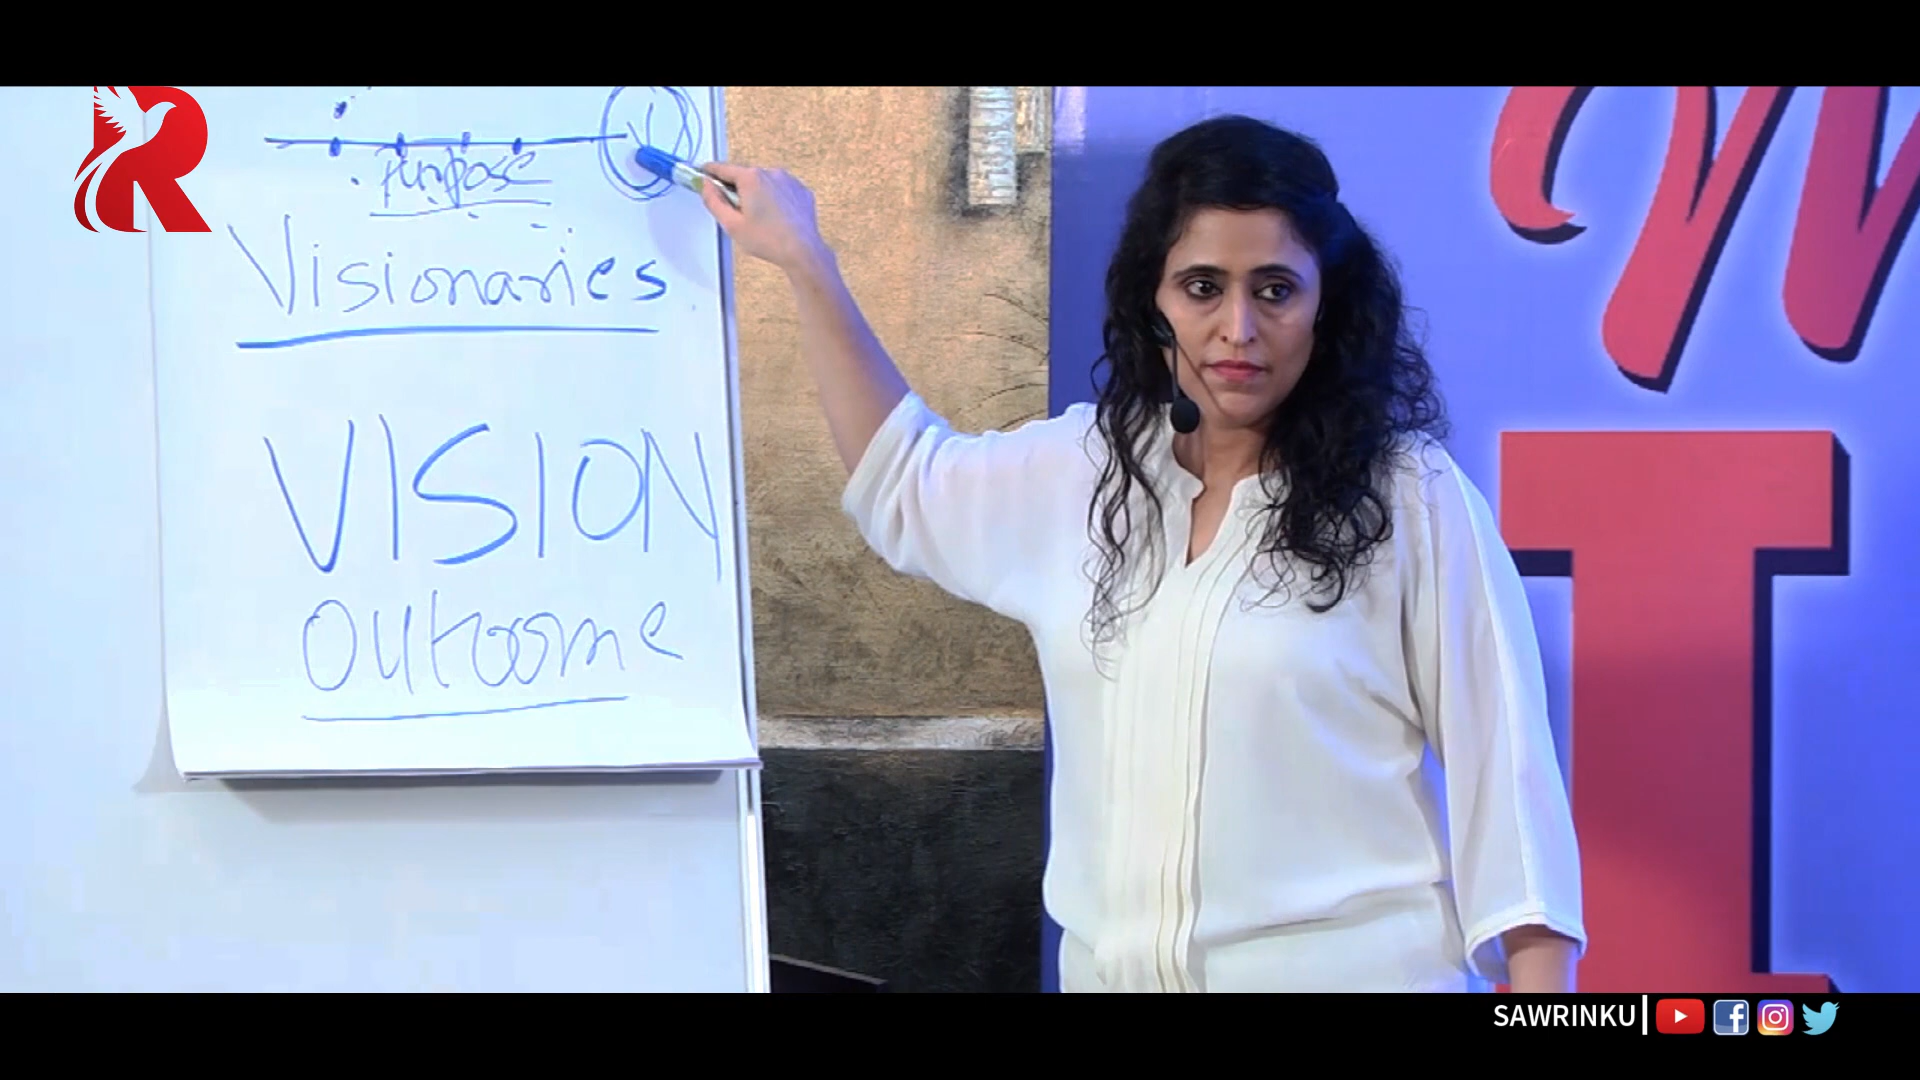 R
V
Purpose
Visionaries
VISION
Outcome
W
I
SAWRINKU